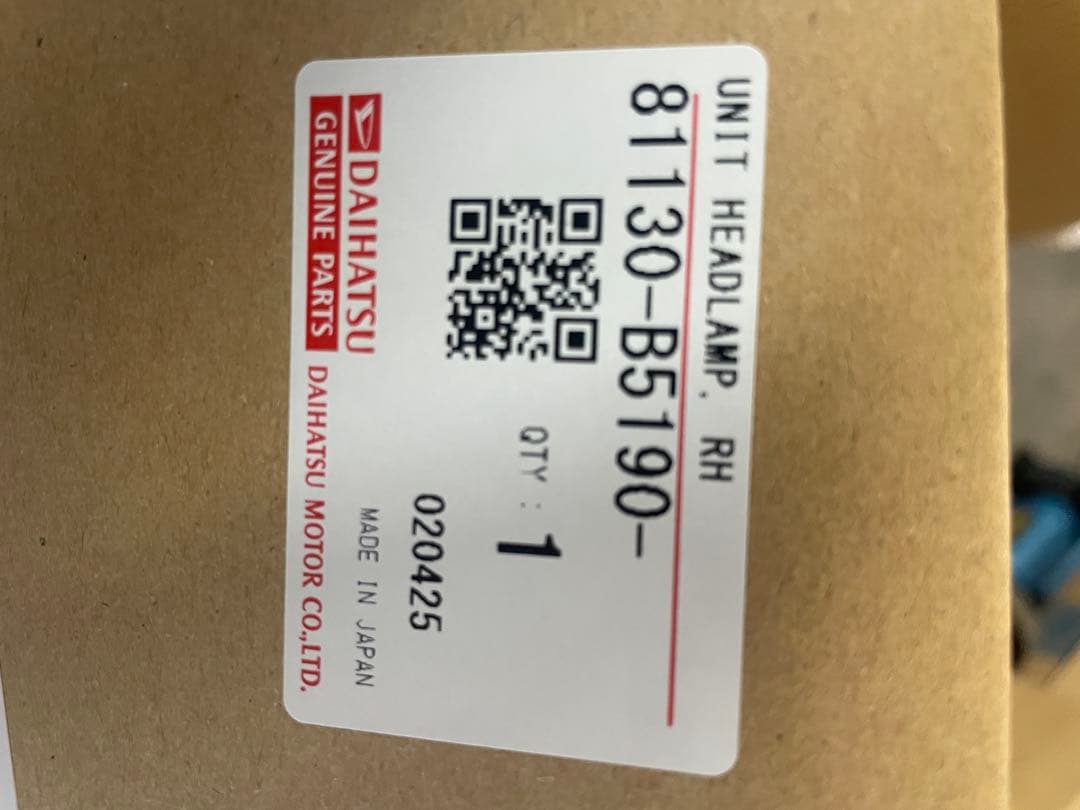 UNIT HEADLAMP, RH
81130-B5190-
QTY : 1
020425
DAIHATSU
MADE IN JAPAN
GENUINE PARTS DAIHATSU MOTOR CO.,LTD.